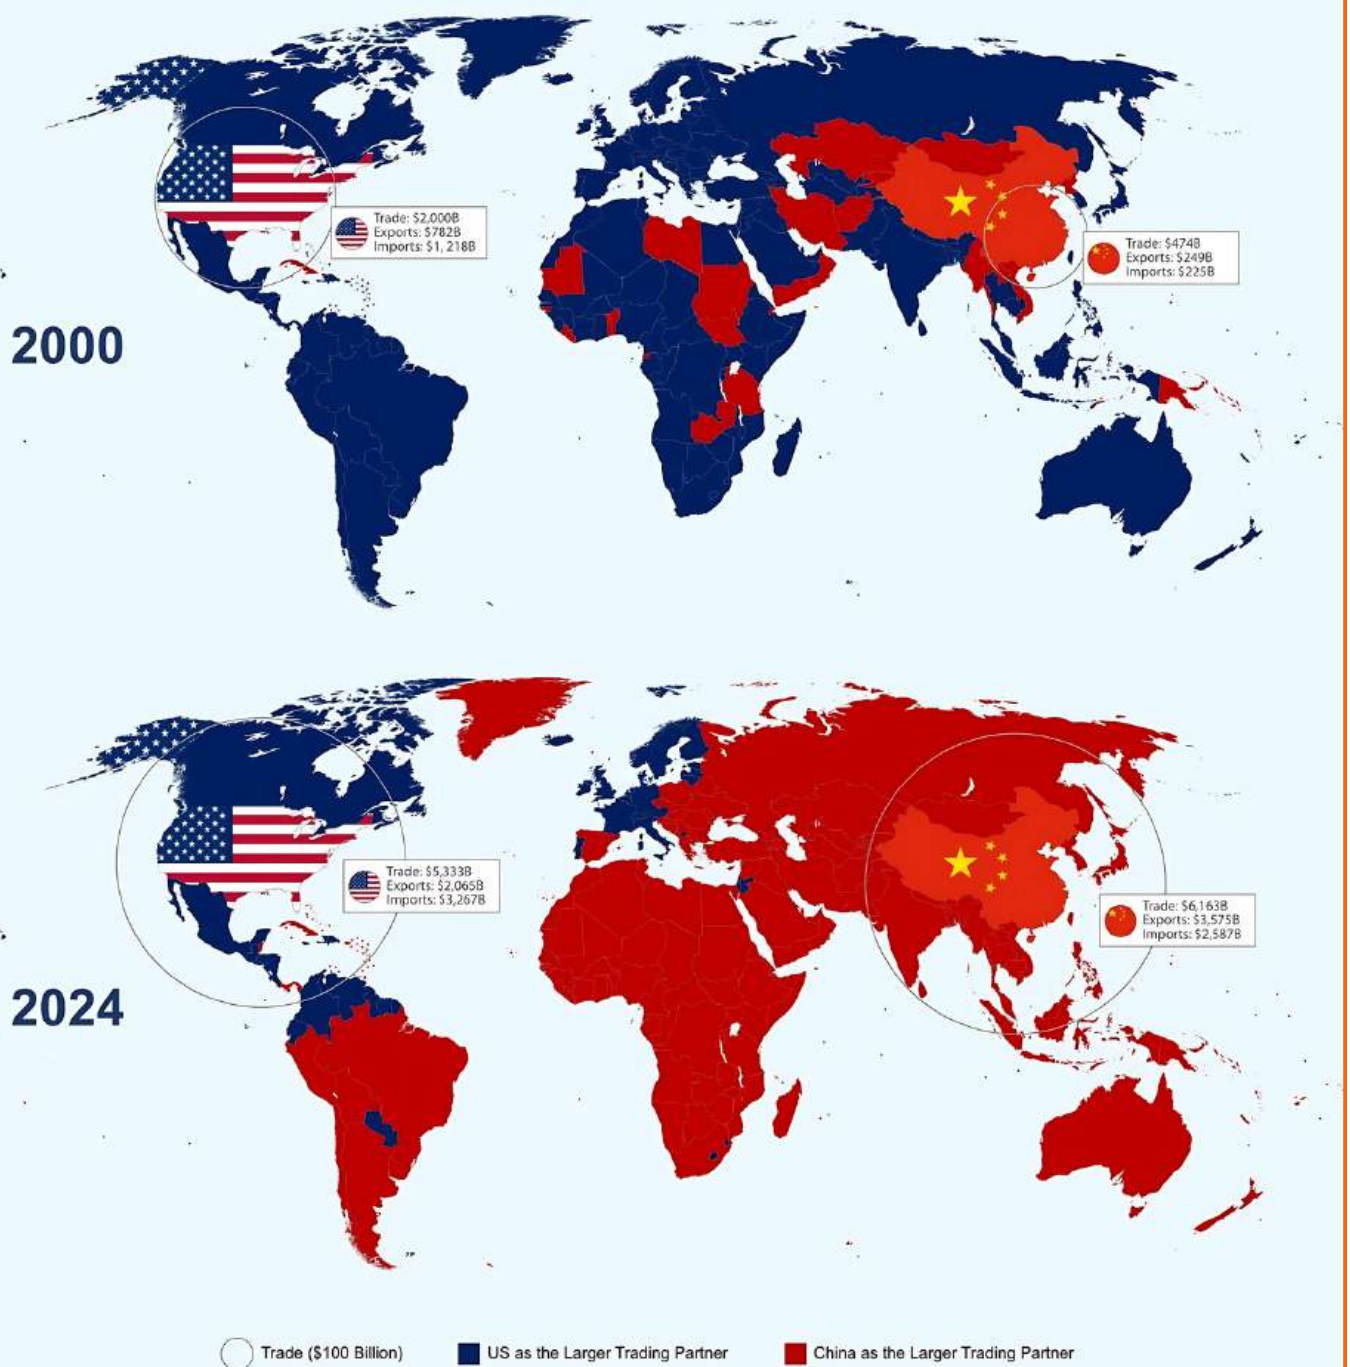 Trade: $2,000B
Exports: $782B
Imports: $1, 218B
Trade: $474B
Exports: $249B
Imports: $225B
2000
Trade: $5,333B
Exports: $2,065B
Imports: $3,267B
Trade: $6,163B
Exports: $3,575B
Imports: $2,587B
2024
Trade ($100 Billion)
US as the Larger Trading Partner
China as the Larger Trading Partner